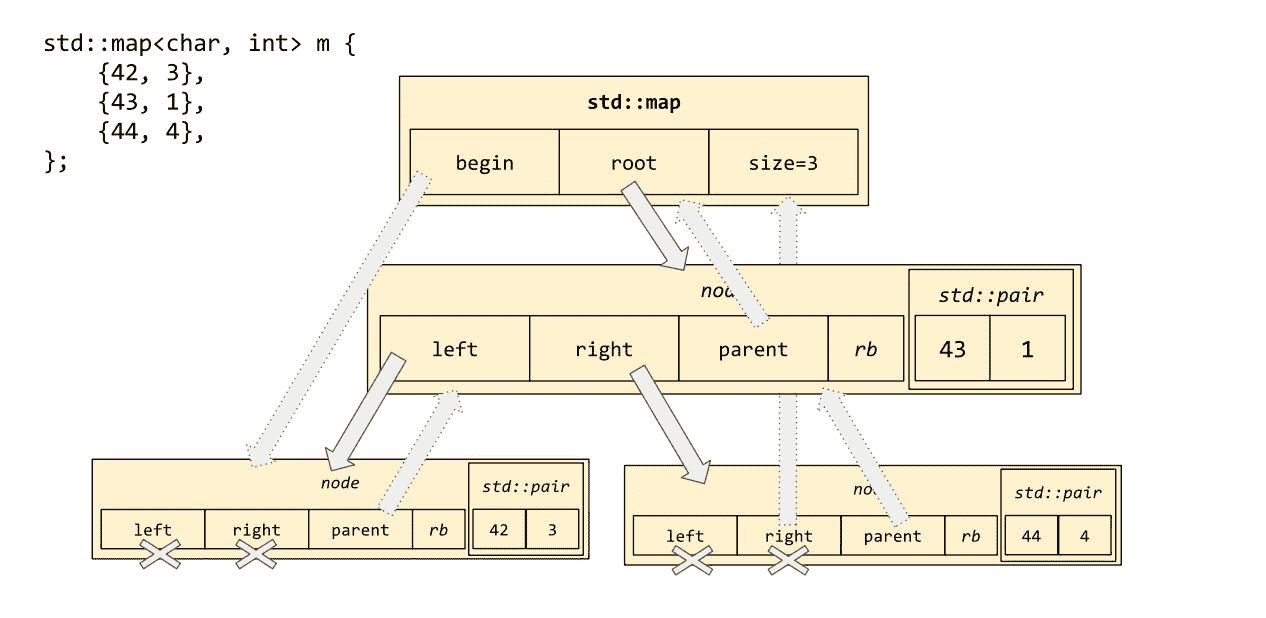 std::map<char, int> m {
    {42, 3},
    {43, 1},
    {44, 4},
};
std::map
begin root size=3
node
std::pair
left right parent rb 43 1
node
std::pair
left right parent rb 42 3
node
std::pair
left right parent rb 44 4